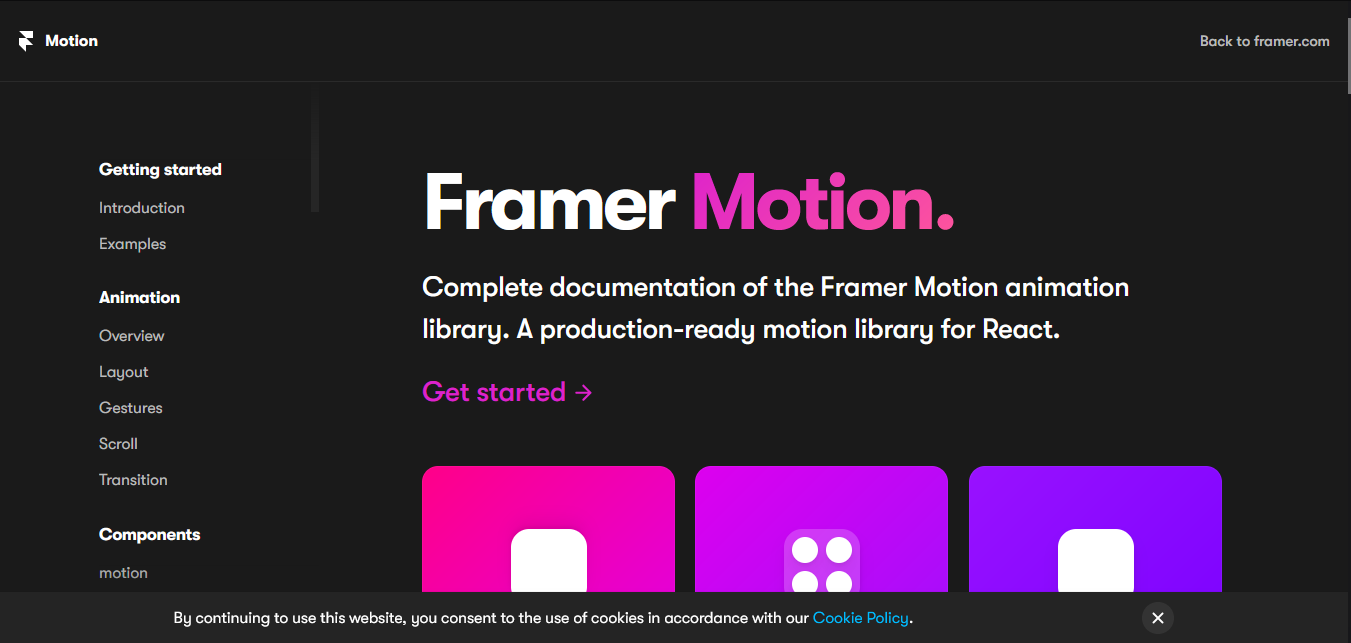 Motion
Back to framer.com
Getting started
Introduction
Examples
Animation
Overview
Layout
Gestures
Scroll
Transition
Components
motion
Framer Motion.
Complete documentation of the Framer Motion animation
library. A production-ready motion library for React.
Get started →
By continuing to use this website, you consent to the use of cookies in accordance with our Cookie Policy.